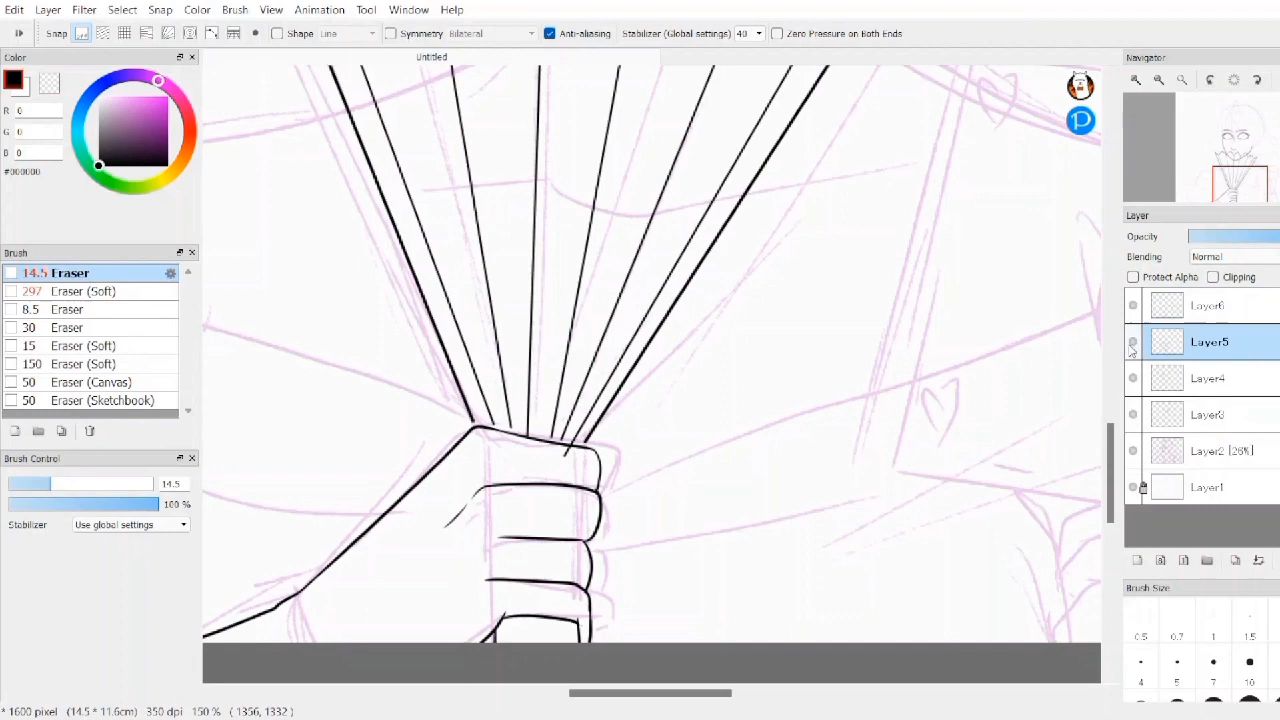 Edit Layer Filter Select Snap Color Brush View Animation Tool Window Help
Snap Shape Line Symmetry Bilateral Anti-aliasing Stabilizer (Global settings) 40 Zero Pressure on Both Ends
Color
Untitled
Navigator
R 0
G 0
B 0
#000000
P
Layer
Opacity
Blending Normal
Protect Alpha Clipping
Brush
14.5 Eraser
297 Eraser (Soft)
8.5 Eraser
30 Eraser
15 Eraser (Soft)
150 Eraser (Soft)
50 Eraser (Canvas)
50 Eraser (Sketchbook)
Layer6
Layer5
Layer4
Layer3
Layer2 [26%]
Layer1
Brush Control
14.5
100 %
Stabilizer Use global settings
Brush Size
0.5 0.7 1 1.5
4 5 7 10
* 1600 pixel (14.5 * 11.6cm) 350 dpi 150 % ( 1356, 1332 )